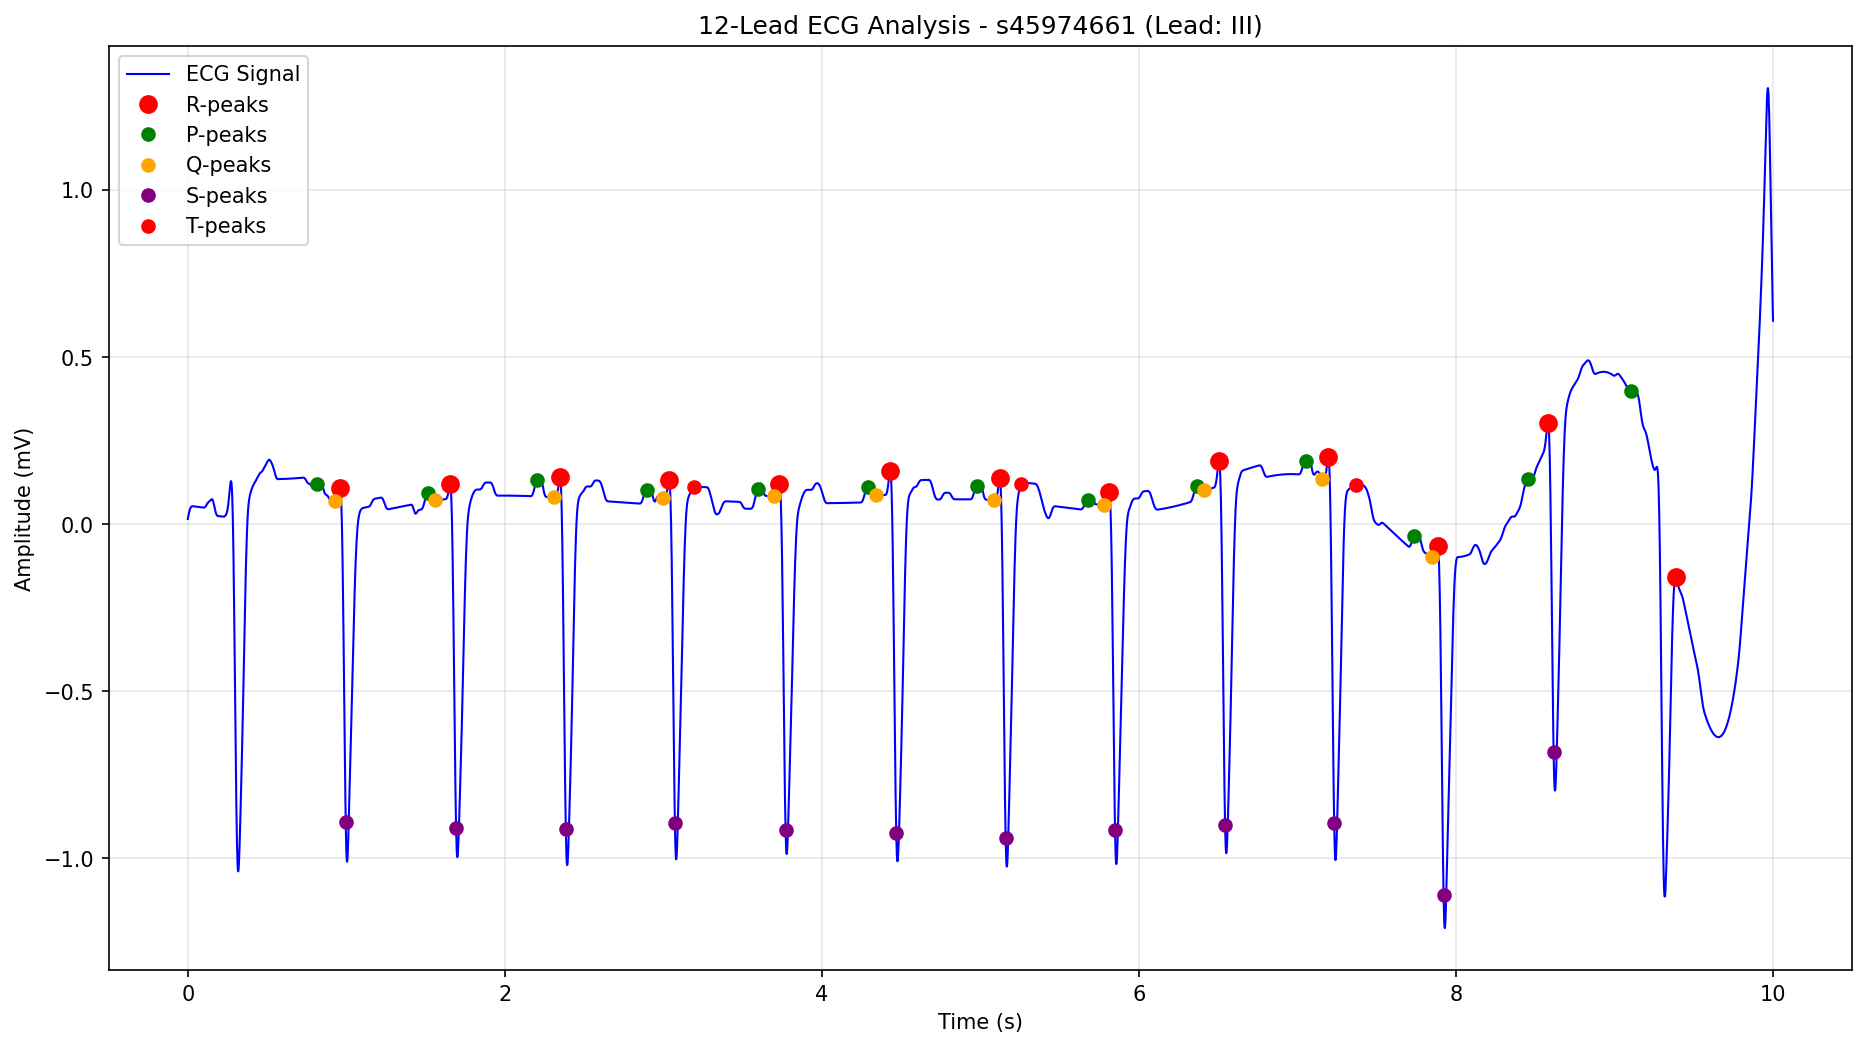 12-Lead ECG Analysis - s45974661 (Lead: III)
ECG Signal
R-peaks
P-peaks
Q-peaks
S-peaks
T-peaks
Amplitude (mV)
1.0
0.5
0.0
−0.5
−1.0
0 2 4 6 8 10
Time (s)